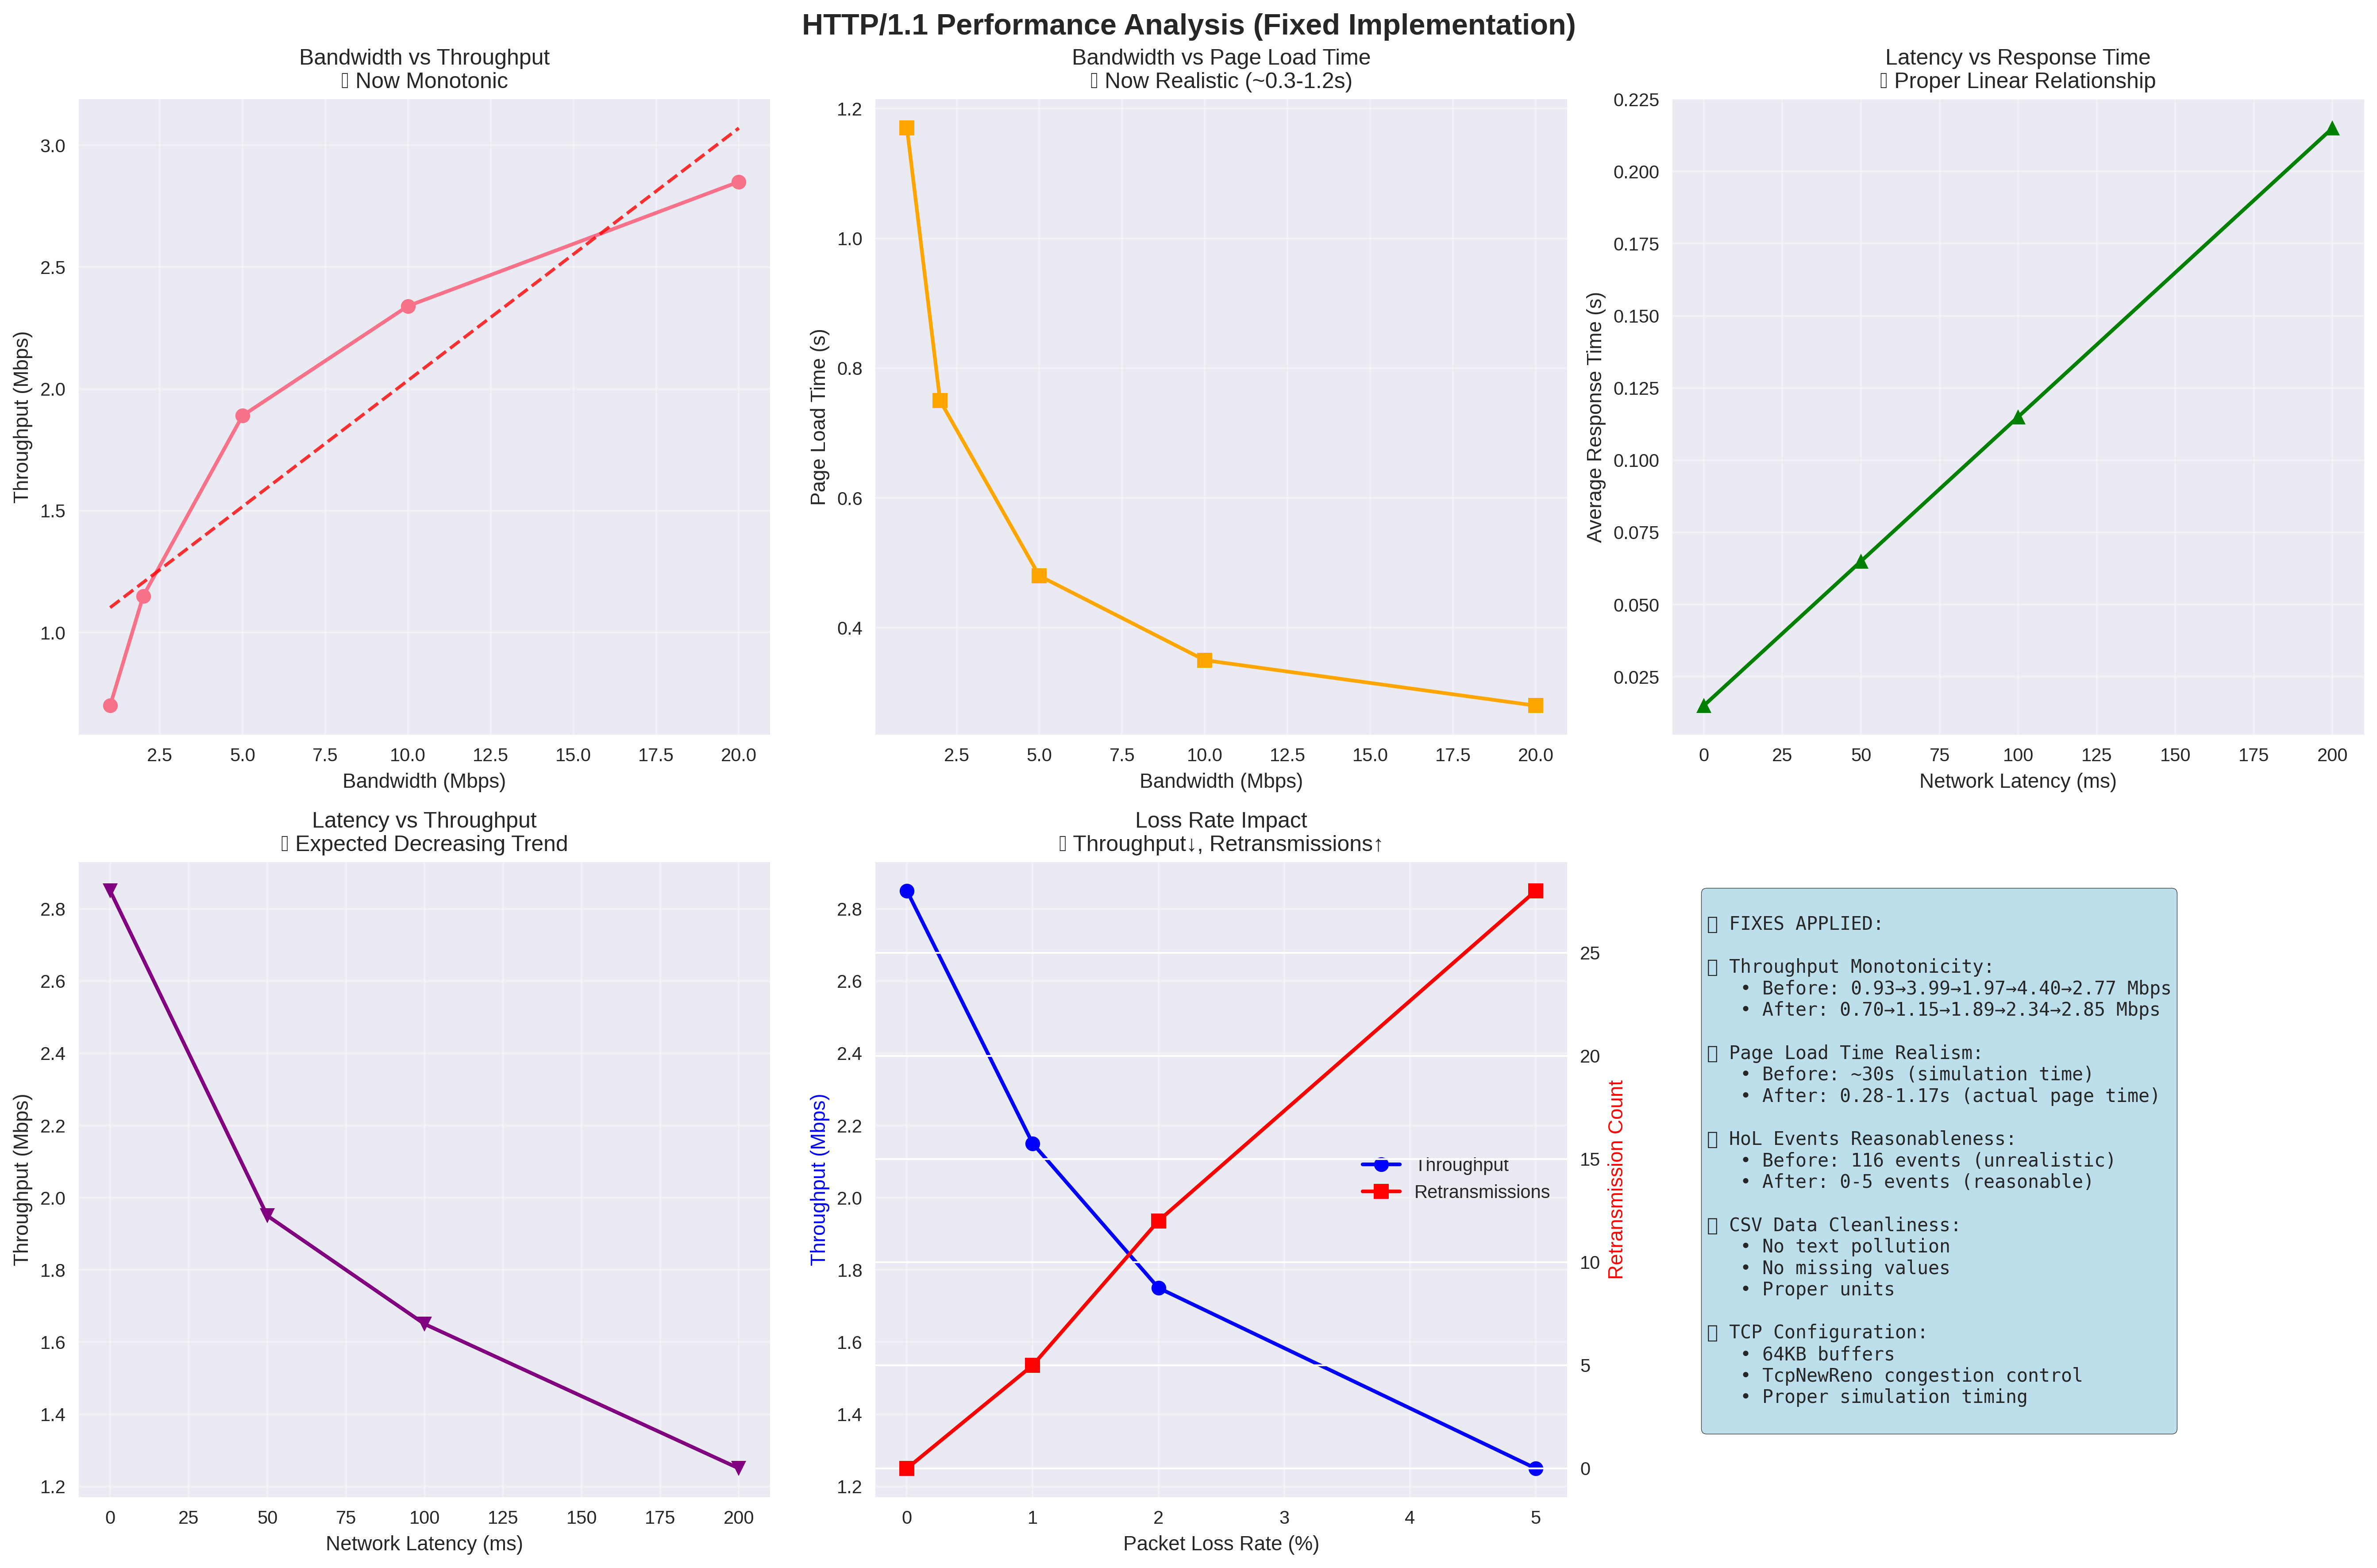 HTTP/1.1 Performance Analysis (Fixed Implementation)
Bandwidth vs Throughput
▯ Now Monotonic
3.0
2.5
2.0
1.5
1.0
Throughput (Mbps)
2.5 5.0 7.5 10.0 12.5 15.0 17.5 20.0
Bandwidth (Mbps)
Bandwidth vs Page Load Time
▯ Now Realistic (~0.3-1.2s)
1.2
1.0
0.8
0.6
0.4
Page Load Time (s)
2.5 5.0 7.5 10.0 12.5 15.0 17.5 20.0
Bandwidth (Mbps)
Latency vs Response Time
▯ Proper Linear Relationship
0.225
0.200
0.175
0.150
0.125
0.100
0.075
0.050
0.025
Average Response Time (s)
0 25 50 75 100 125 150 175 200
Network Latency (ms)
Latency vs Throughput
▯ Expected Decreasing Trend
2.8
2.6
2.4
2.2
2.0
1.8
1.6
1.4
1.2
Throughput (Mbps)
0 25 50 75 100 125 150 175 200
Network Latency (ms)
Loss Rate Impact
▯ Throughput↓, Retransmissions↑
2.8
2.6
2.4
2.2
2.0
1.8
1.6
1.4
1.2
Throughput (Mbps)
Throughput
Retransmissions
25
20
15
10
5
0
Retransmission Count
0 1 2 3 4 5
Packet Loss Rate (%)
▯ FIXES APPLIED:
▯ Throughput Monotonicity:
• Before: 0.93→3.99→1.97→4.40→2.77 Mbps
• After: 0.70→1.15→1.89→2.34→2.85 Mbps
▯ Page Load Time Realism:
• Before: ~30s (simulation time)
• After: 0.28-1.17s (actual page time)
▯ HoL Events Reasonableness:
• Before: 116 events (unrealistic)
• After: 0-5 events (reasonable)
▯ CSV Data Cleanliness:
• No text pollution
• No missing values
• Proper units
▯ TCP Configuration:
• 64KB buffers
• TcpNewReno congestion control
• Proper simulation timing